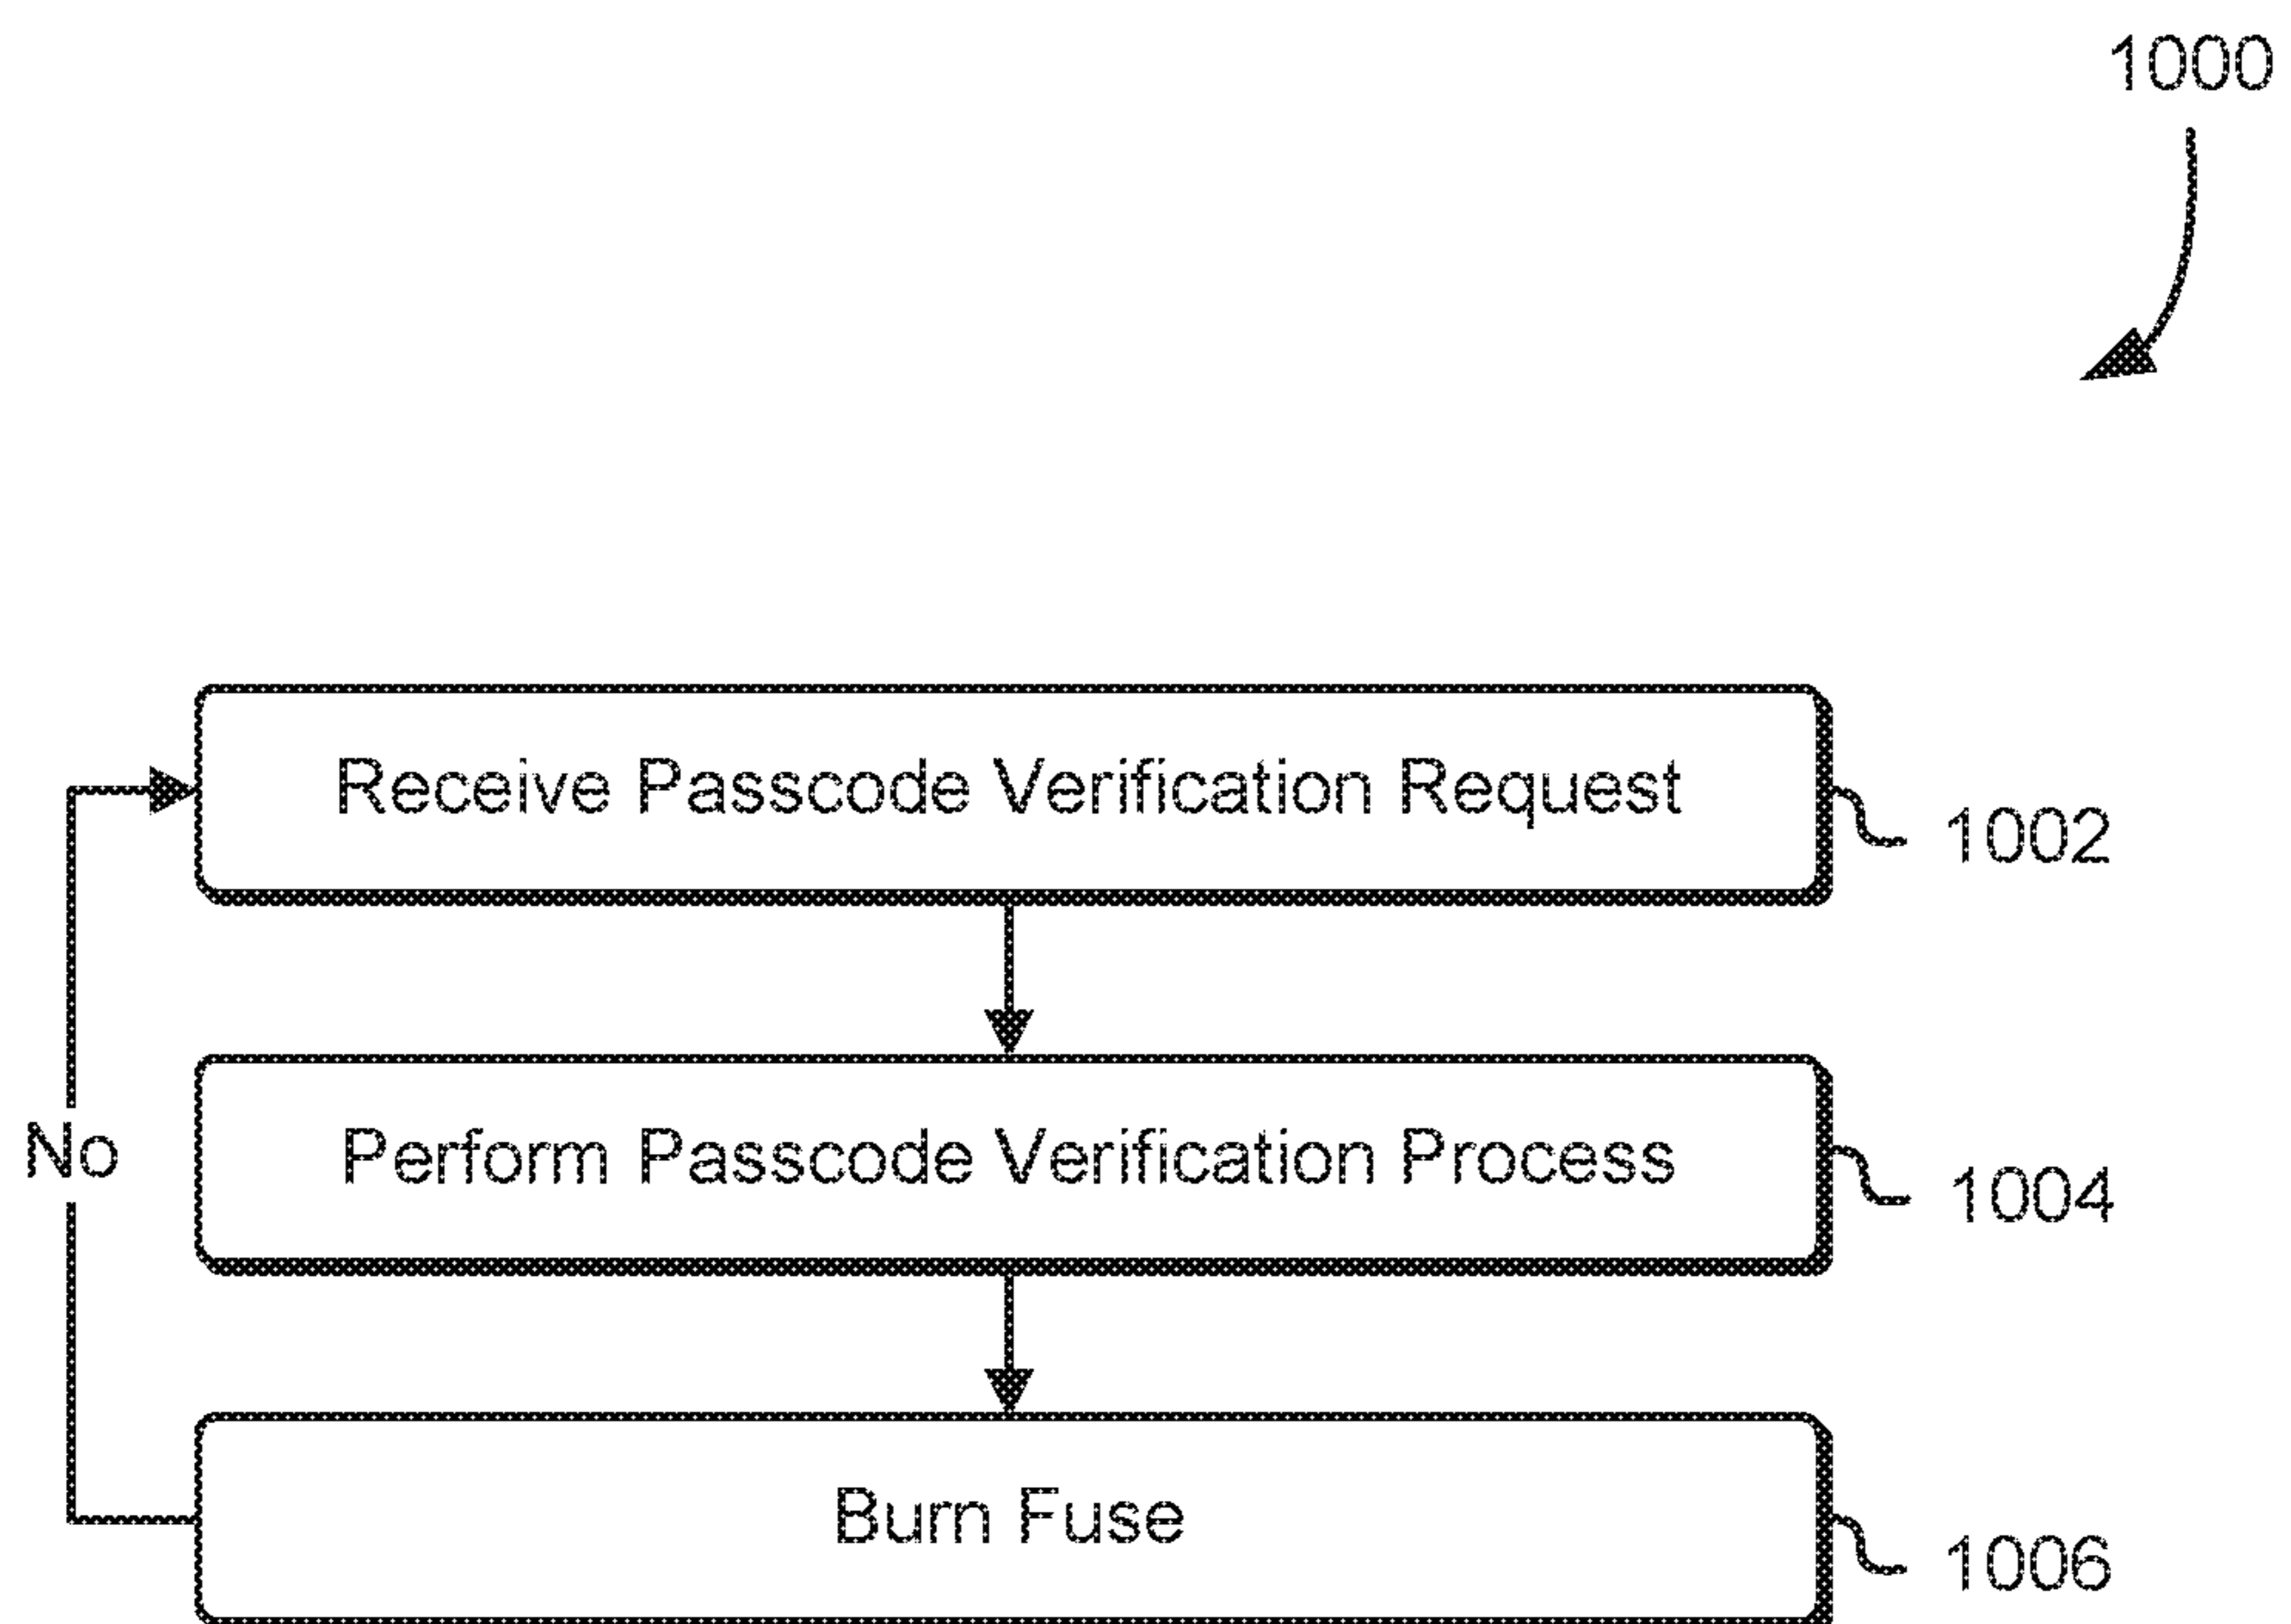 1000
Receive Passcode Verification Request
1002
No
Perform Passcode Verification Process
1004
Burn Fuse
1006